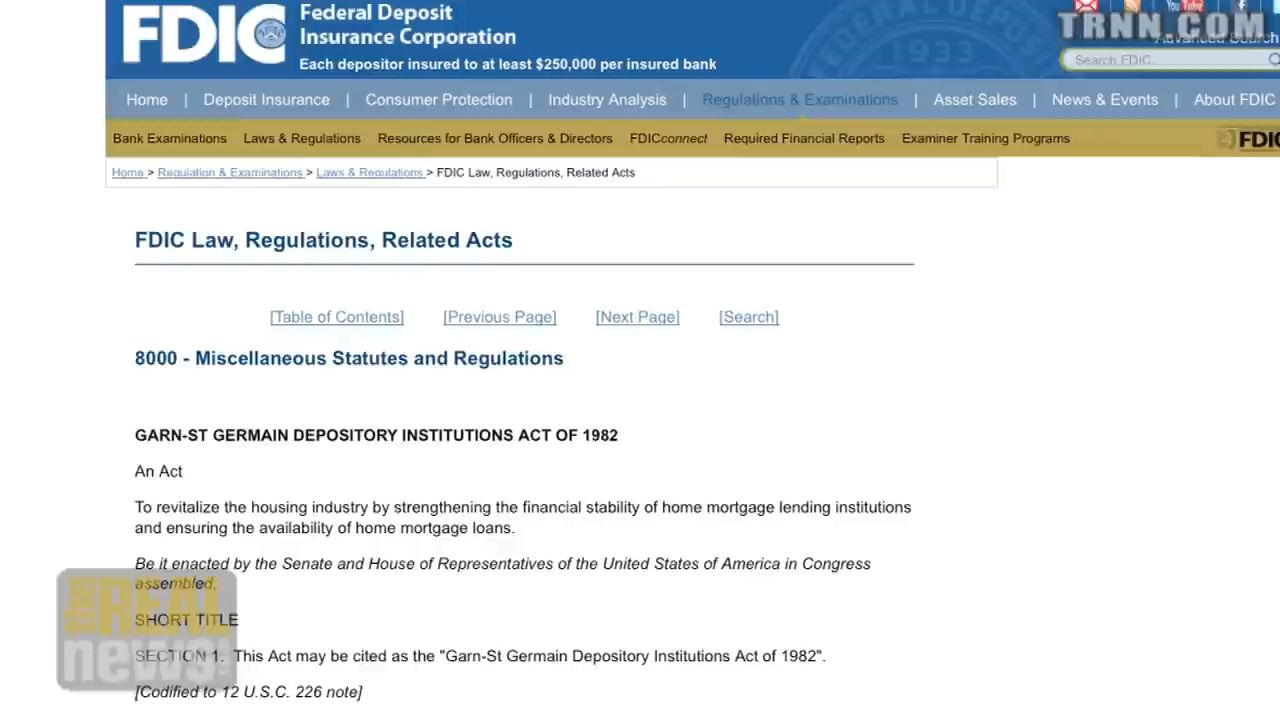 FDIC
Federal Deposit
Insurance Corporation
Each depositor insured to at least $250,000 per insured bank
1933
TRNN.COM
Advanced Search
Search FDIC...
Home | Deposit Insurance | Consumer Protection | Industry Analysis | Regulations & Examinations | Asset Sales | News & Events | About FDIC
Bank Examinations Laws & Regulations Resources for Bank Officers & Directors FDICconnect Required Financial Reports Examiner Training Programs
Home > Regulation & Examinations > Laws & Regulations > FDIC Law, Regulations, Related Acts
FDIC Law, Regulations, Related Acts
[Table of Contents] [Previous Page] [Next Page] [Search]
8000 - Miscellaneous Statutes and Regulations
GARN-ST GERMAIN DEPOSITORY INSTITUTIONS ACT OF 1982
An Act
To revitalize the housing industry by strengthening the financial stability of home mortgage lending institutions
and ensuring the availability of home mortgage loans.
Be it enacted by the Senate and House of Representatives of the United States of America in Congress
assembled,
SHORT TITLE
SECTION 1. This Act may be cited as the "Garn-St Germain Depository Institutions Act of 1982".
[Codified to 12 U.S.C. 226 note]
THE REAL
news!